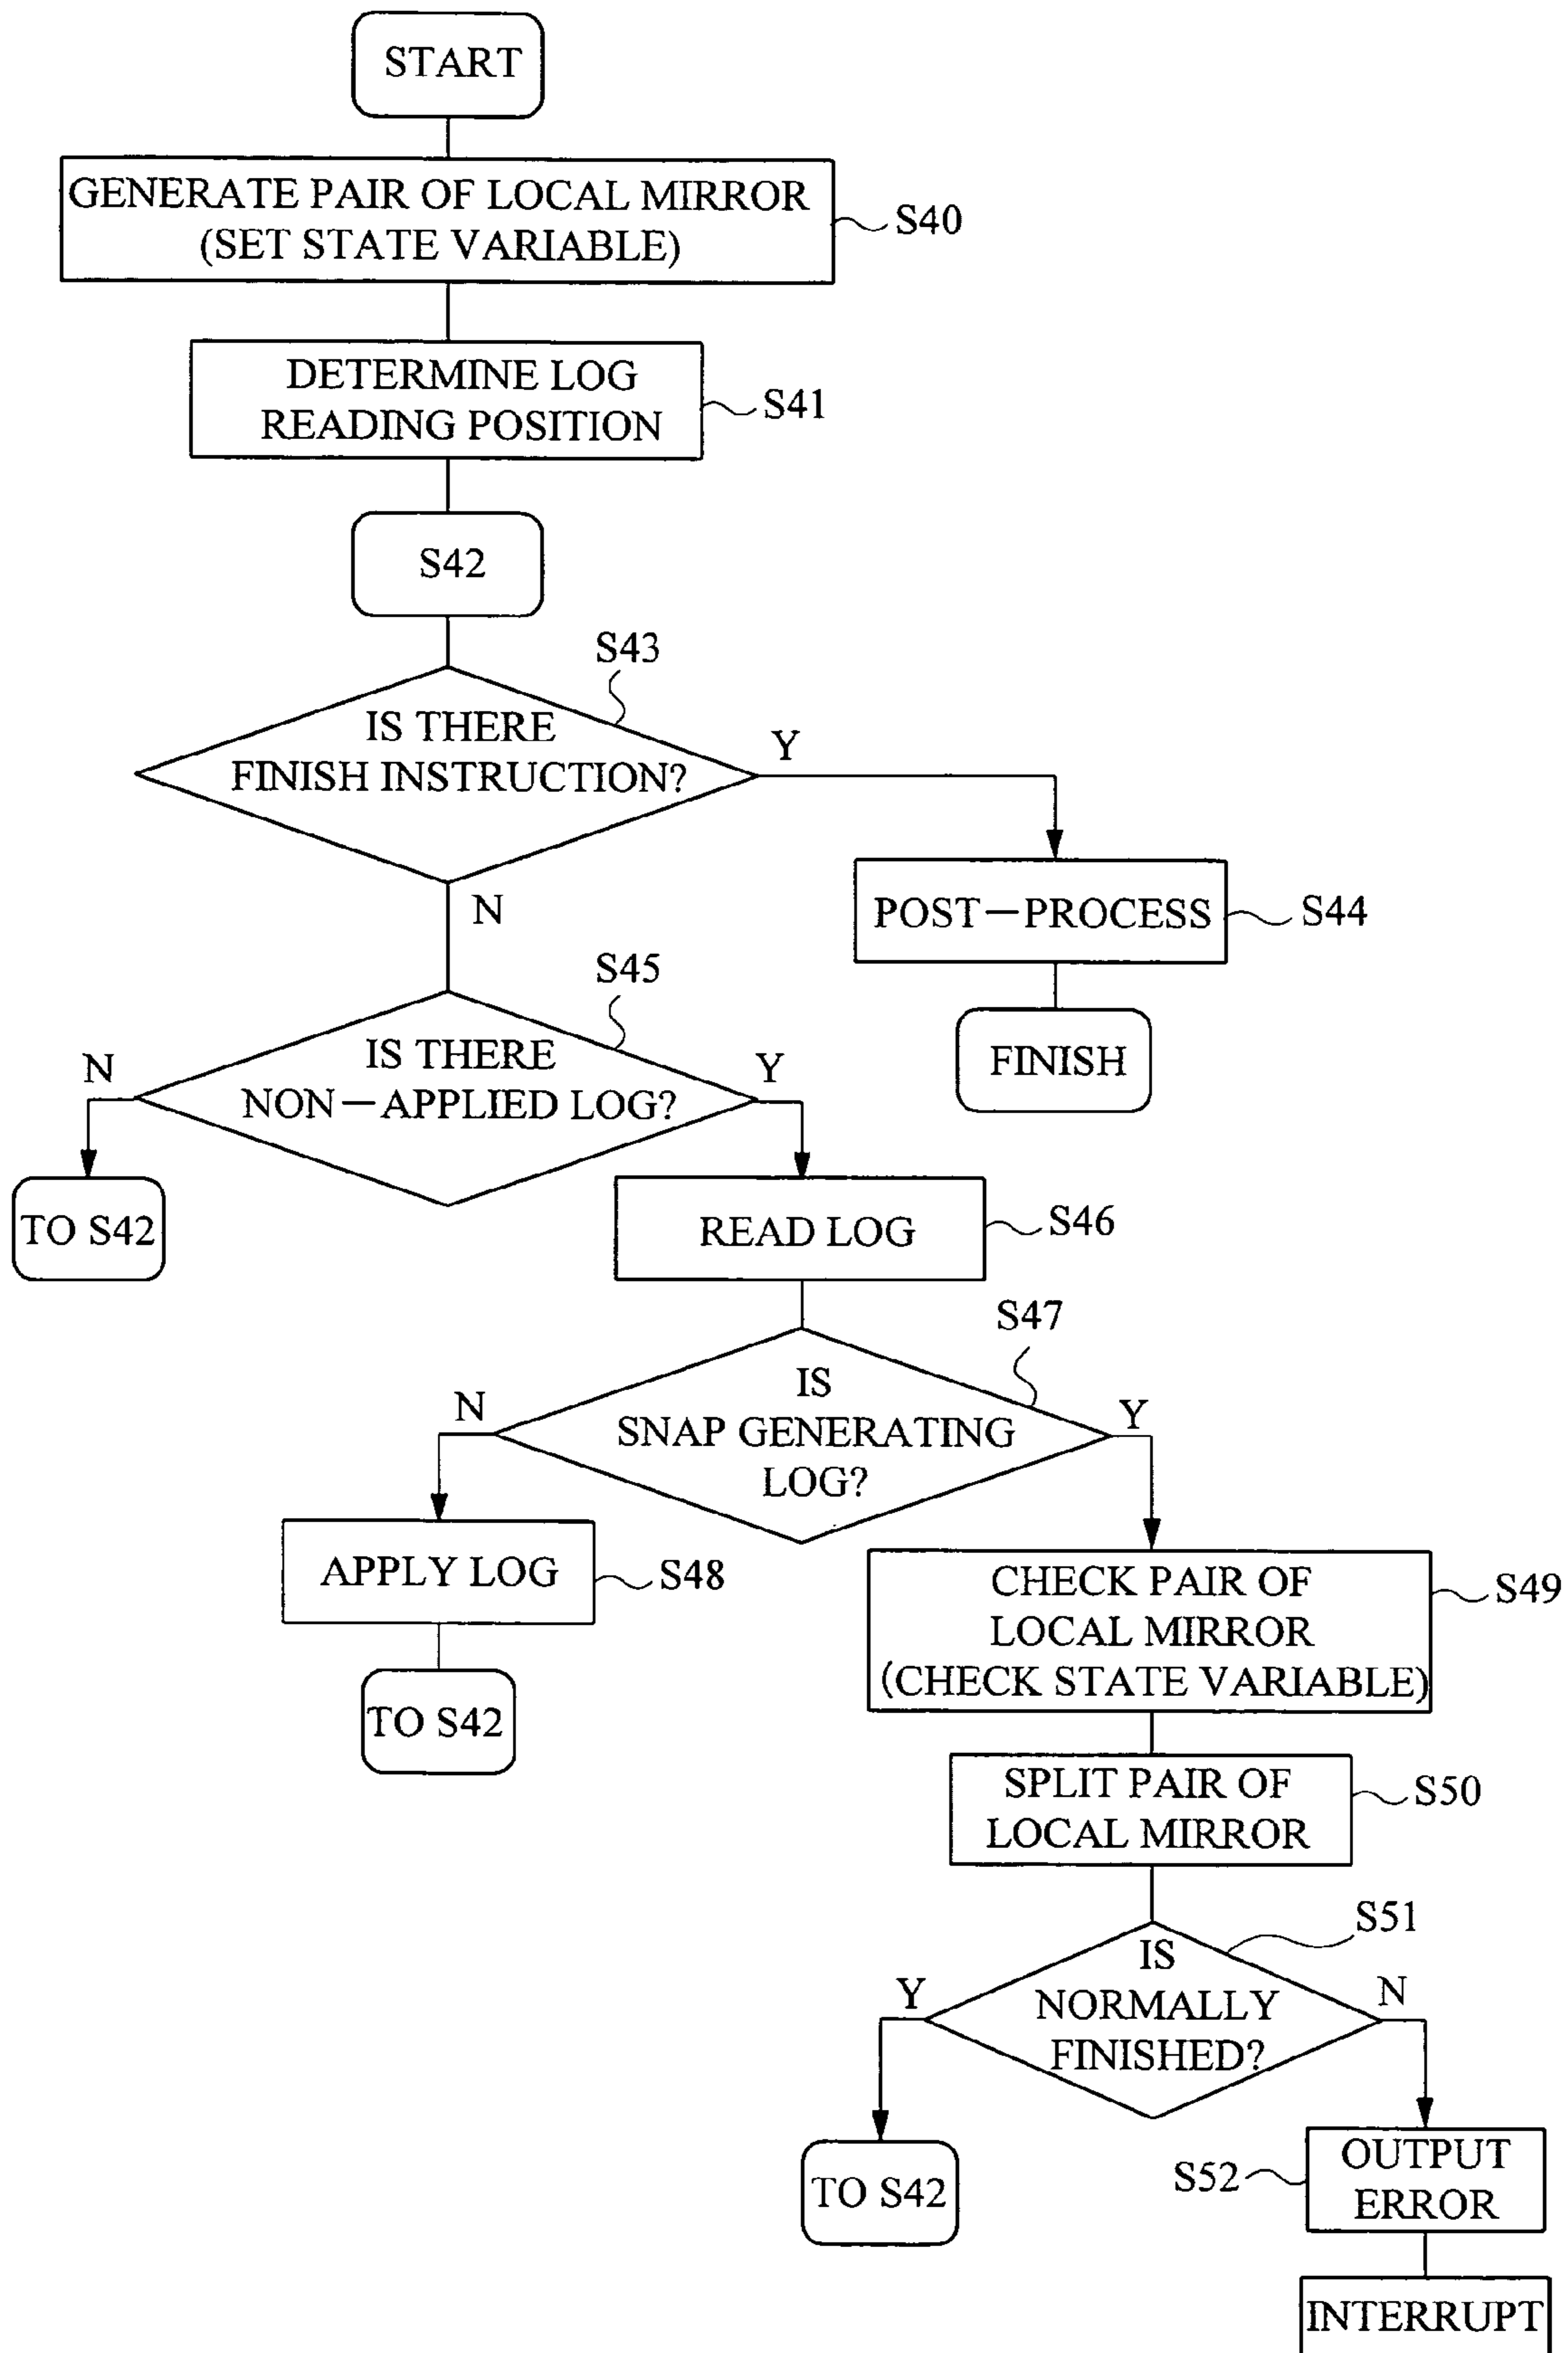 START
GENERATE PAIR OF LOCAL MIRROR
(SET STATE VARIABLE)
S40
DETERMINE LOG
READING POSITION
S41
S42
S43
IS THERE
FINISH INSTRUCTION?
Y
N
POST-PROCESS
S44
FINISH
S45
IS THERE
NON-APPLIED LOG?
N
Y
TO S42
READ LOG
S46
S47
IS
SNAP GENERATING
LOG?
N
Y
APPLY LOG
S48
TO S42
CHECK PAIR OF
LOCAL MIRROR
(CHECK STATE VARIABLE)
S49
SPLIT PAIR OF
LOCAL MIRROR
S50
S51
IS
NORMALLY
FINISHED?
Y
N
TO S42
S52
OUTPUT
ERROR
INTERRUPT